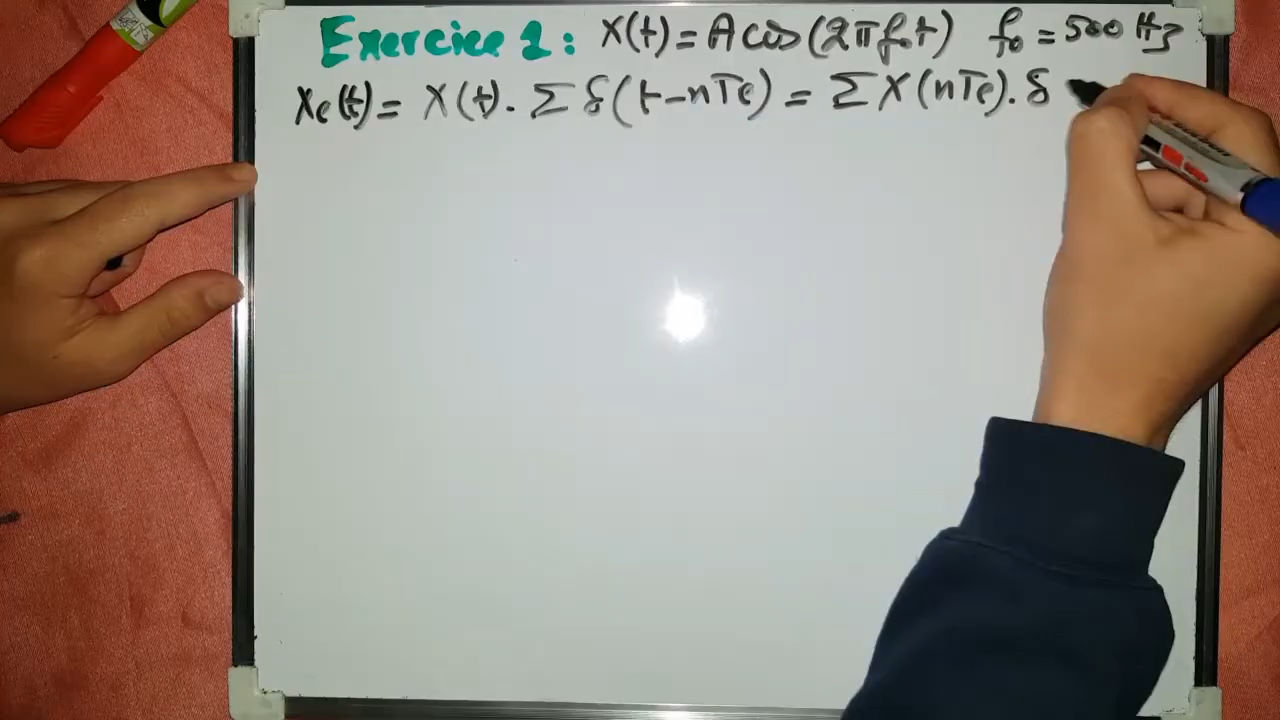 Exercice 1: X(t) = A cos(2πf₀t) f₀ = 500 Hz
Xe(t) = X(t). Σ δ(t-nTe) = Σ X(nTe). δ